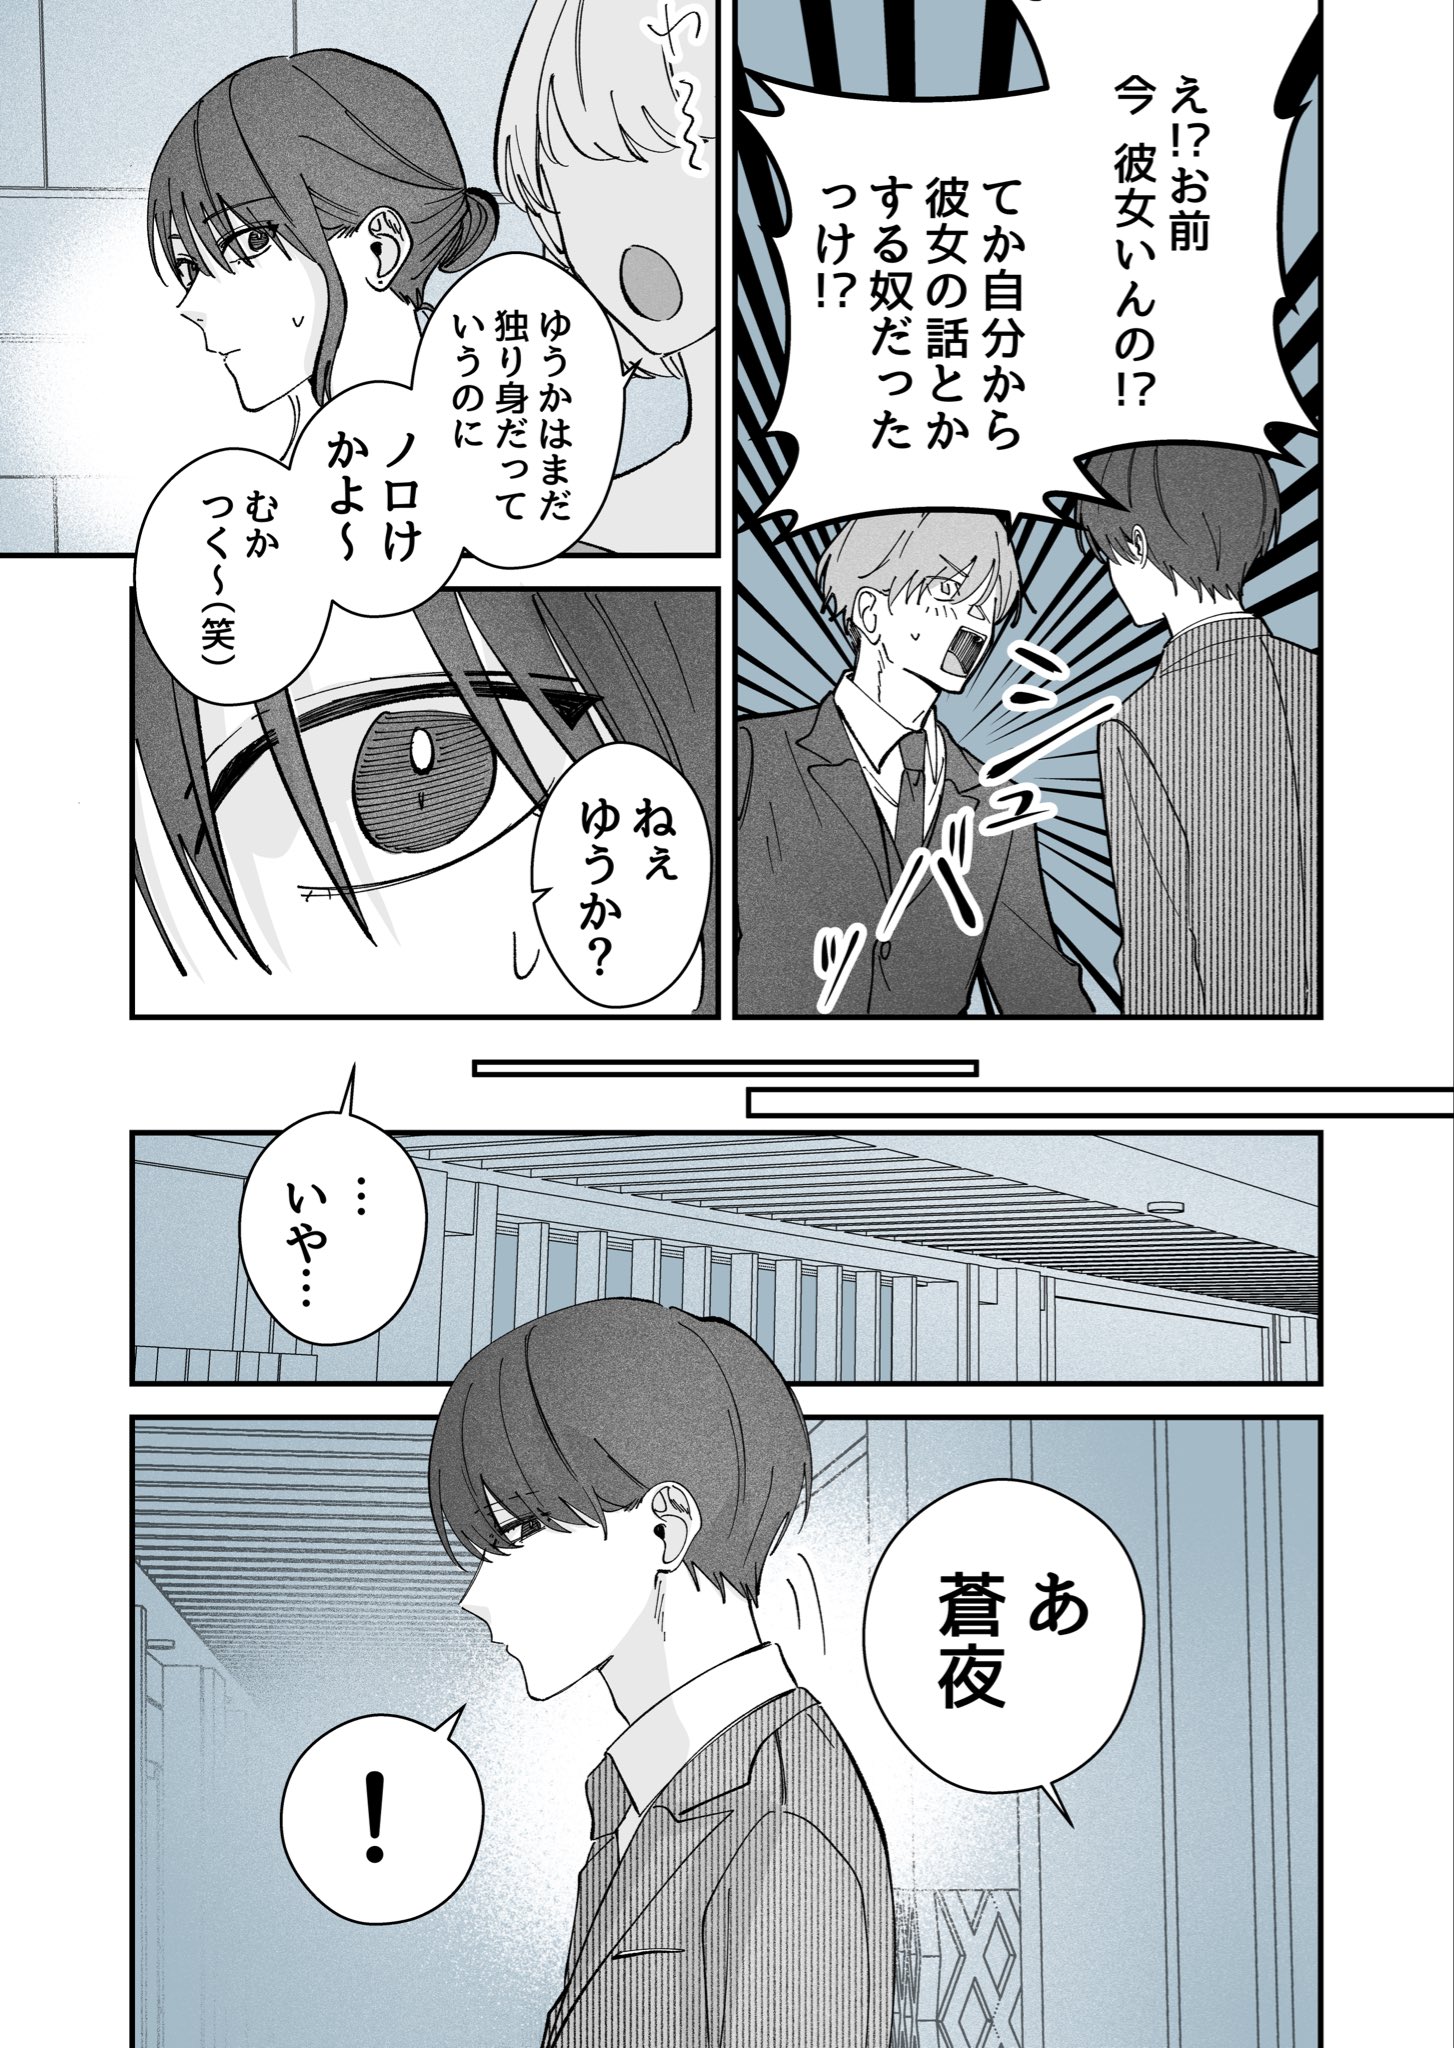 え!?お前
今 彼女いんの!?
てか自分から
彼女の話とか
する奴だった
っけ!?
シュバッ
や〜〜
ゆうかはまだ
独り身だって
いうのに
ノロけ
かよ〜
むか
つく〜(笑)
ねぇ
ゆうか?
…
いや…
あ
蒼夜
!